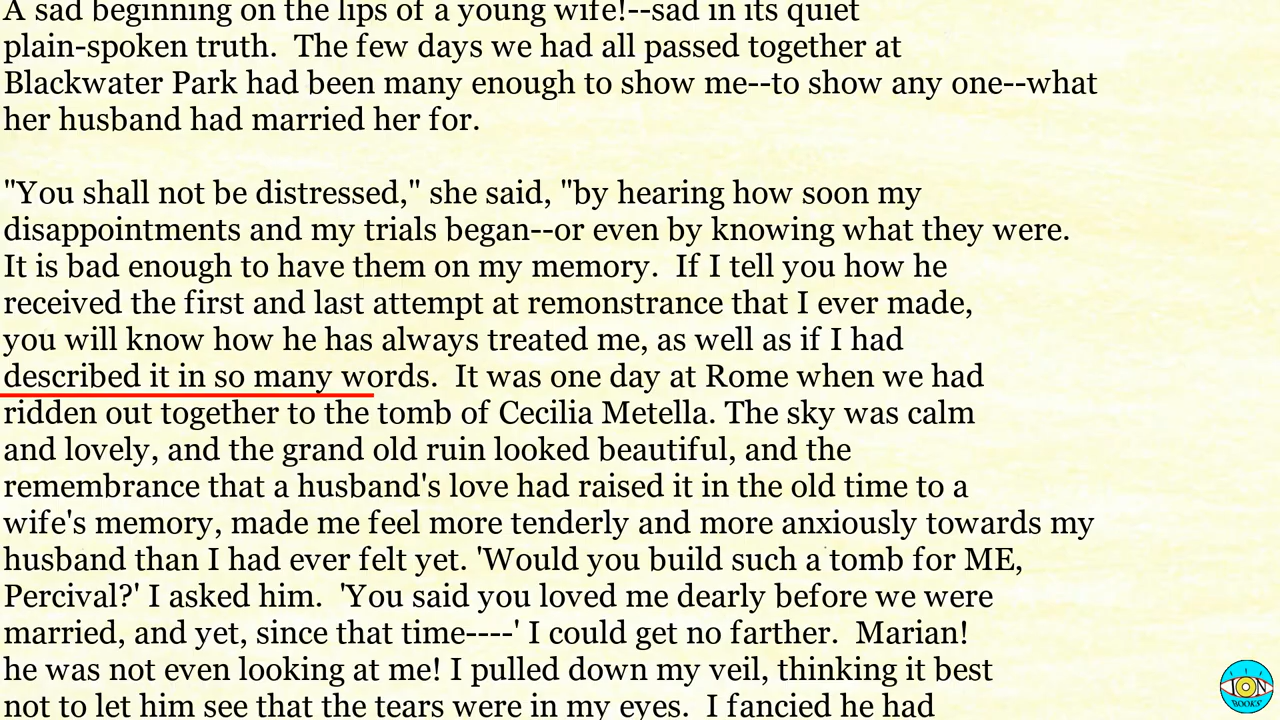 A sad beginning on the lips of a young wife!--sad in its quiet
plain-spoken truth.  The few days we had all passed together at
Blackwater Park had been many enough to show me--to show any one--what
her husband had married her for.

"You shall not be distressed," she said, "by hearing how soon my
disappointments and my trials began--or even by knowing what they were.
It is bad enough to have them on my memory.  If I tell you how he
received the first and last attempt at remonstrance that I ever made,
you will know how he has always treated me, as well as if I had
described it in so many words.  It was one day at Rome when we had
ridden out together to the tomb of Cecilia Metella. The sky was calm
and lovely, and the grand old ruin looked beautiful, and the
remembrance that a husband's love had raised it in the old time to a
wife's memory, made me feel more tenderly and more anxiously towards my
husband than I had ever felt yet. 'Would you build such a tomb for ME,
Percival?' I asked him.  'You said you loved me dearly before we were
married, and yet, since that time----' I could get no farther.  Marian!
he was not even looking at me! I pulled down my veil, thinking it best
not to let him see that the tears were in my eyes.  I fancied he had
ION
BOOKS